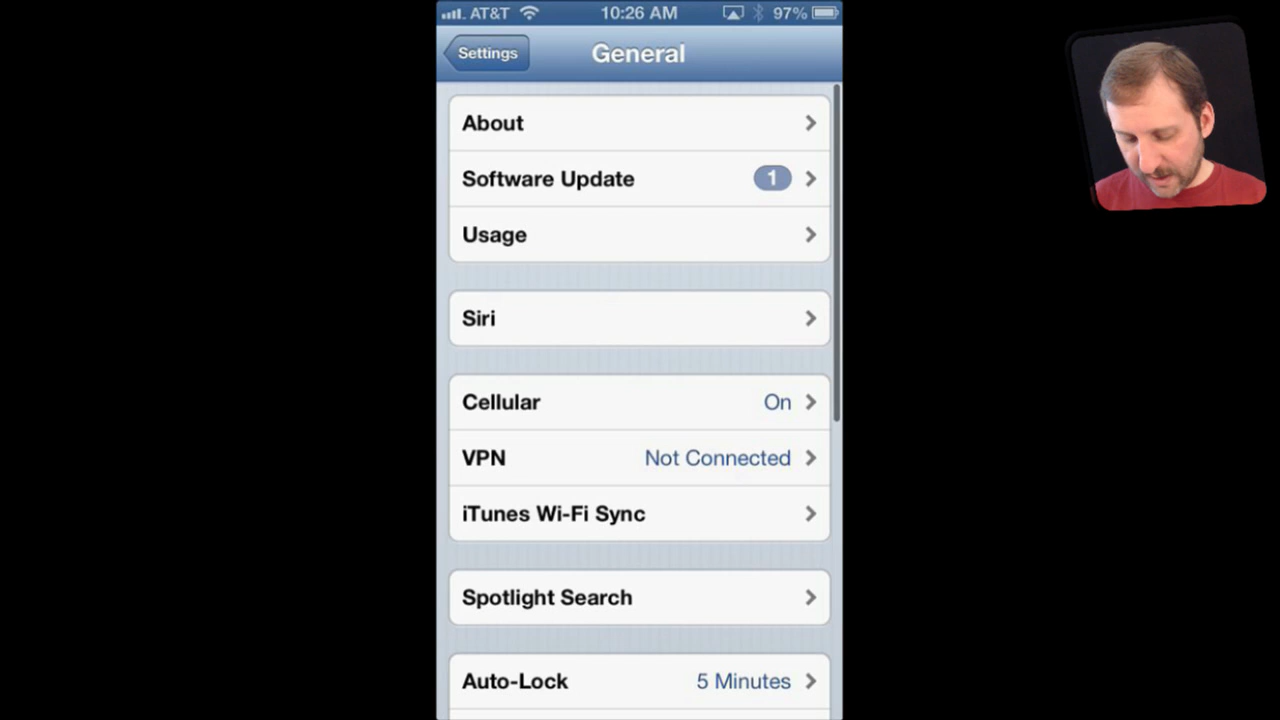 AT&T 10:26 AM 97%
Settings General
About
Software Update 1
Usage
Siri
Cellular On
VPN Not Connected
iTunes Wi-Fi Sync
Spotlight Search
Auto-Lock 5 Minutes